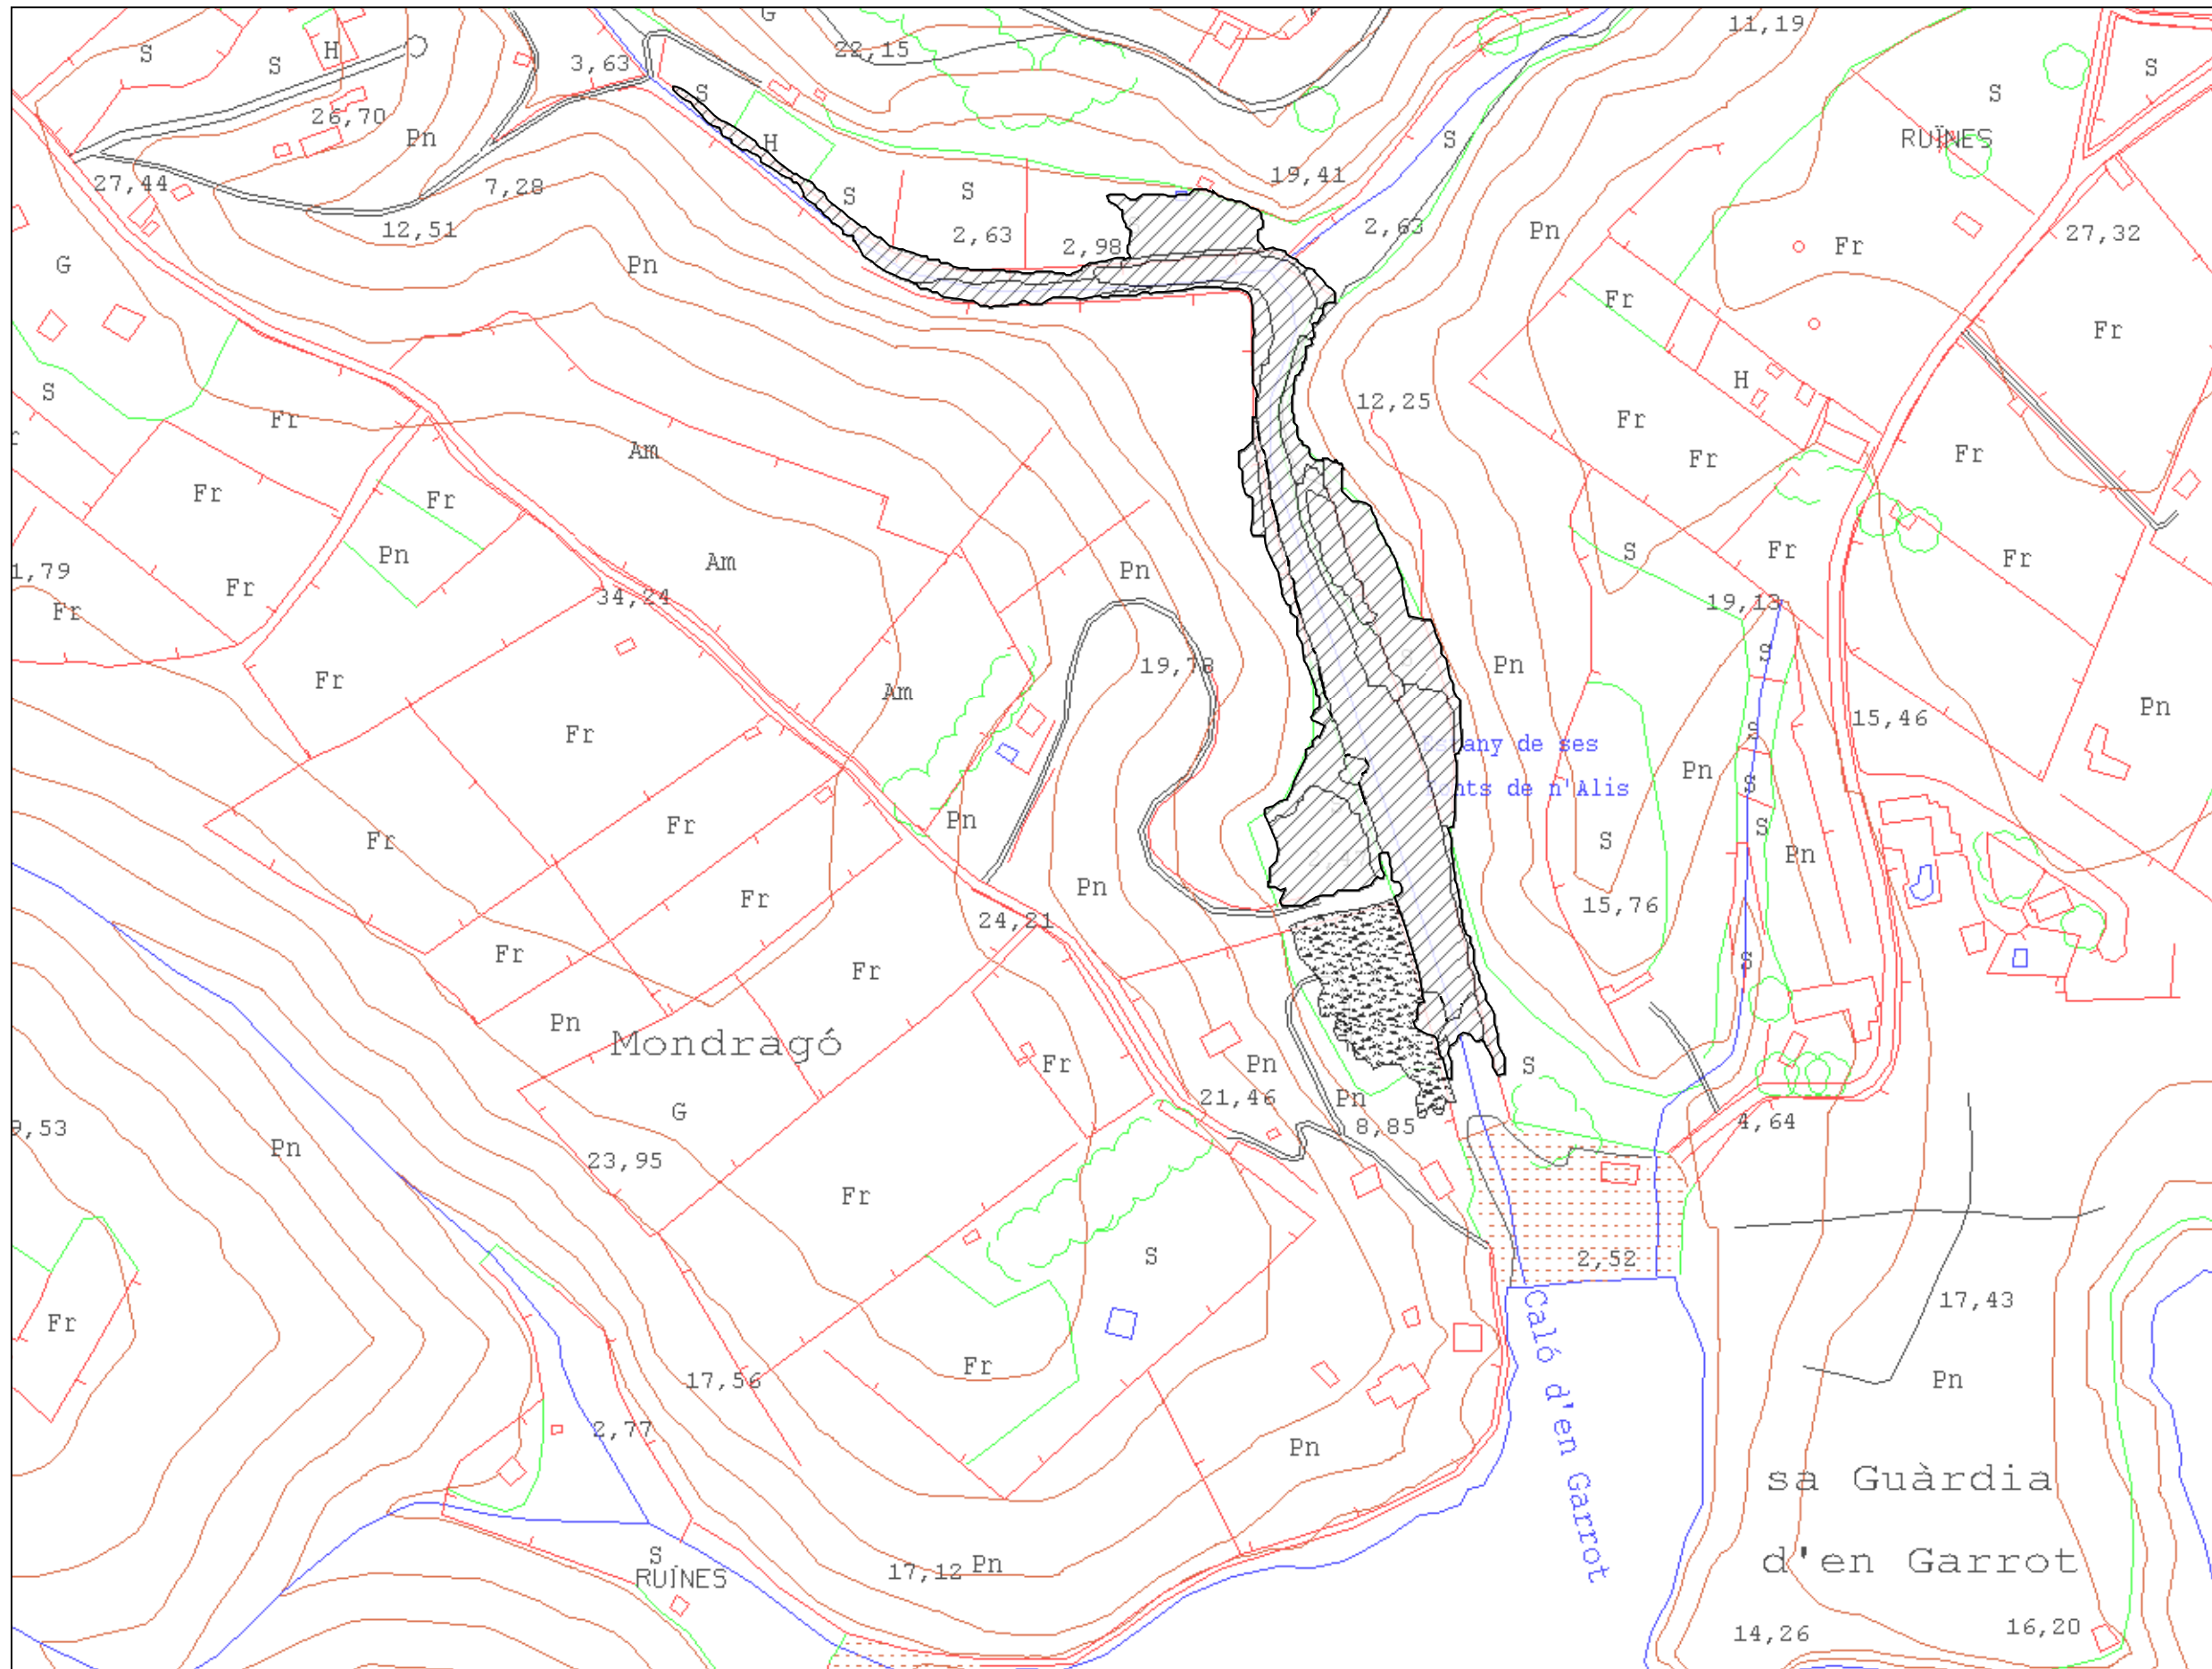 G
11,19
S
H
S
22,15
3,63
S
S
S
26,70
Pn
H
S
RUÏNES
27,44
7,28
S
S
19,41
12,51
2,63
2,98
2,63
Pn
Fr
27,32
G
Pn
Fr
Fr
S
Fr
12,25
H
Fr
Am
Fr
Fr
Fr
Fr
Fr
Pn
Am
Pn
S
Fr
Fr
1,79
Fr
Fr
34,24
19,13
Fr
19,78
Pn
S
Am
Pn
Fr
15,46
S
any de ses
Pn
S
nts de n'Alis
Fr
Fr
Pn
S
S
Pn
Fr
Pn
15,76
24,21
Fr
Fr
S
Pn
Mondragó
Fr
Pn
S
G
21,46
Pn
8,85
4,64
9,53
Pn
23,95
Fr
S
2,52
17,43
Fr
Fr
17,56
Pn
Caló d'en Garrot
2,77
Pn
sa Guàrdia
d'en Garrot
S
RUÏNES
17,12
Pn
14,26
16,20